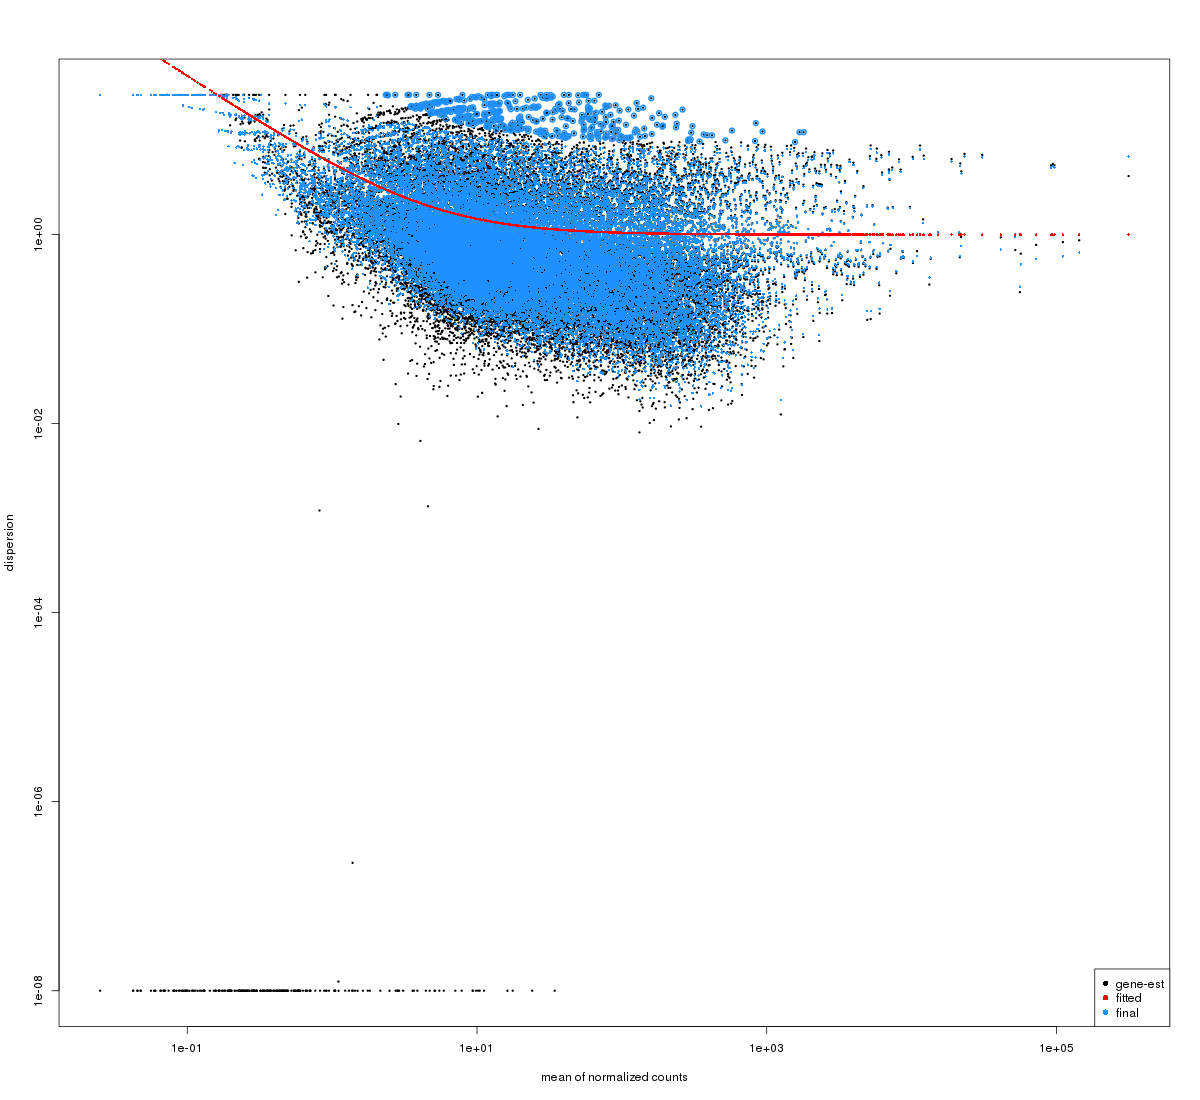 dispersion
1e+00
1e-02
1e-04
1e-06
1e-08
1e-01
1e+01
1e+03
1e+05
mean of normalized counts
gene-est
fitted
final